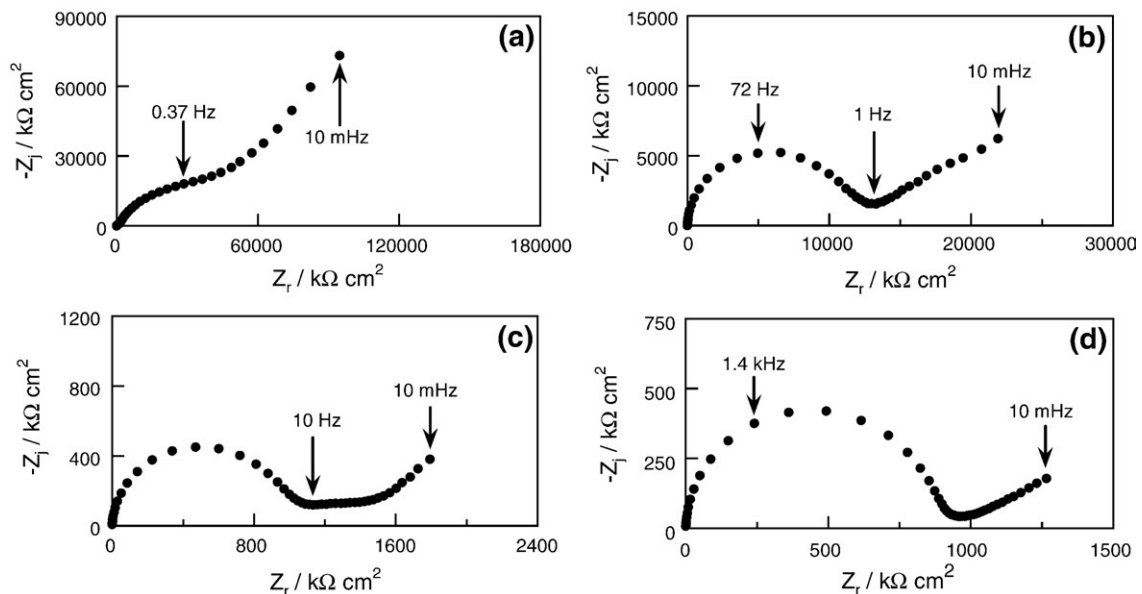 (a)
90000
60000
30000
0
-Zj / kΩ cm²
0.37 Hz
10 mHz
0
60000
120000
180000
Zr / kΩ cm²
(b)
15000
10000
5000
0
-Zj / kΩ cm²
72 Hz
1 Hz
10 mHz
0
10000
20000
30000
Zr / kΩ cm²
(c)
1200
800
400
0
-Zj / kΩ cm²
10 Hz
10 mHz
0
800
1600
2400
Zr / kΩ cm²
(d)
750
500
250
0
-Zj / kΩ cm²
1.4 kHz
10 mHz
0
500
1000
1500
Zr / kΩ cm²